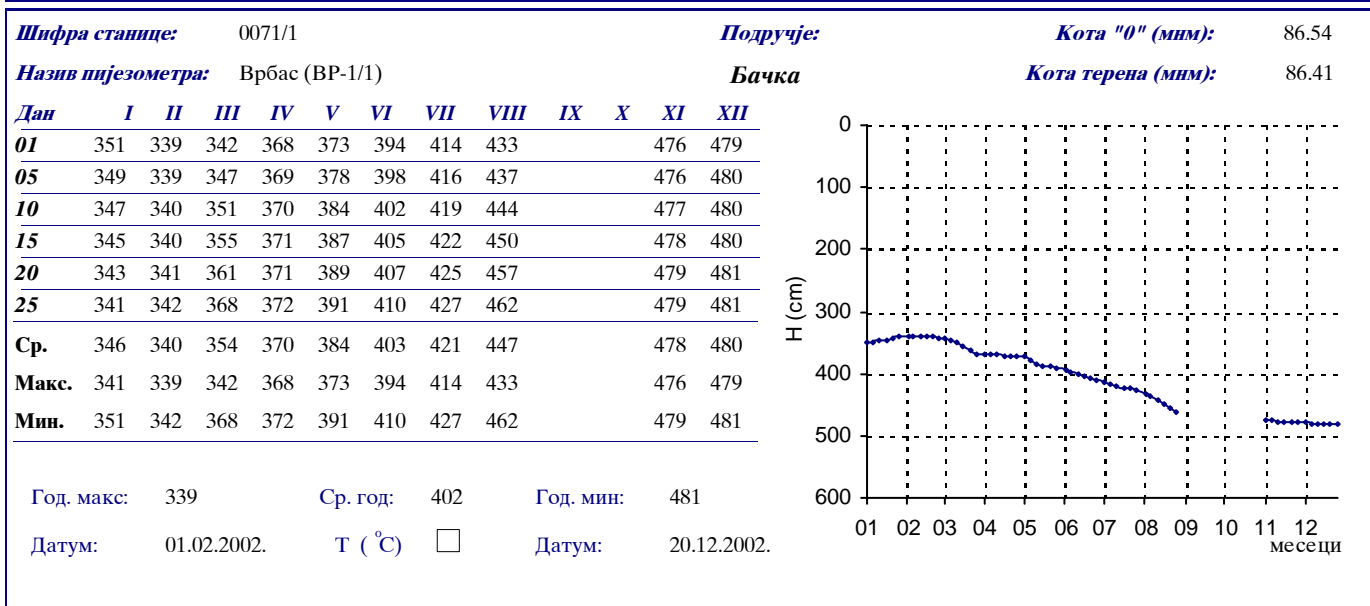 Шифра станице: 0071/1 Подручје: Кота "0" (мнм): 86.54
Назив пијезометра: Врбас (ВР-1/1) Бачка Кота терена (мнм): 86.41
Дан I II III IV V VI VII VIII IX X XI XII
01 351 339 342 368 373 394 414 433 476 479
05 349 339 347 369 378 398 416 437 476 480
10 347 340 351 370 384 402 419 444 477 480
15 345 340 355 371 387 405 422 450 478 480
20 343 341 361 371 389 407 425 457 479 481
25 341 342 368 372 391 410 427 462 479 481
Ср. 346 340 354 370 384 403 421 447 478 480
Макс. 341 339 342 368 373 394 414 433 476 479
Мин. 351 342 368 372 391 410 427 462 479 481
Год. макс: 339 Ср. год: 402 Год. мин: 481
Датум: 01.02.2002. Т ( °C) Датум: 20.12.2002.
H (cm)
0
100
200
300
400
500
600
01 02 03 04 05 06 07 08 09 10 11 12
месеци